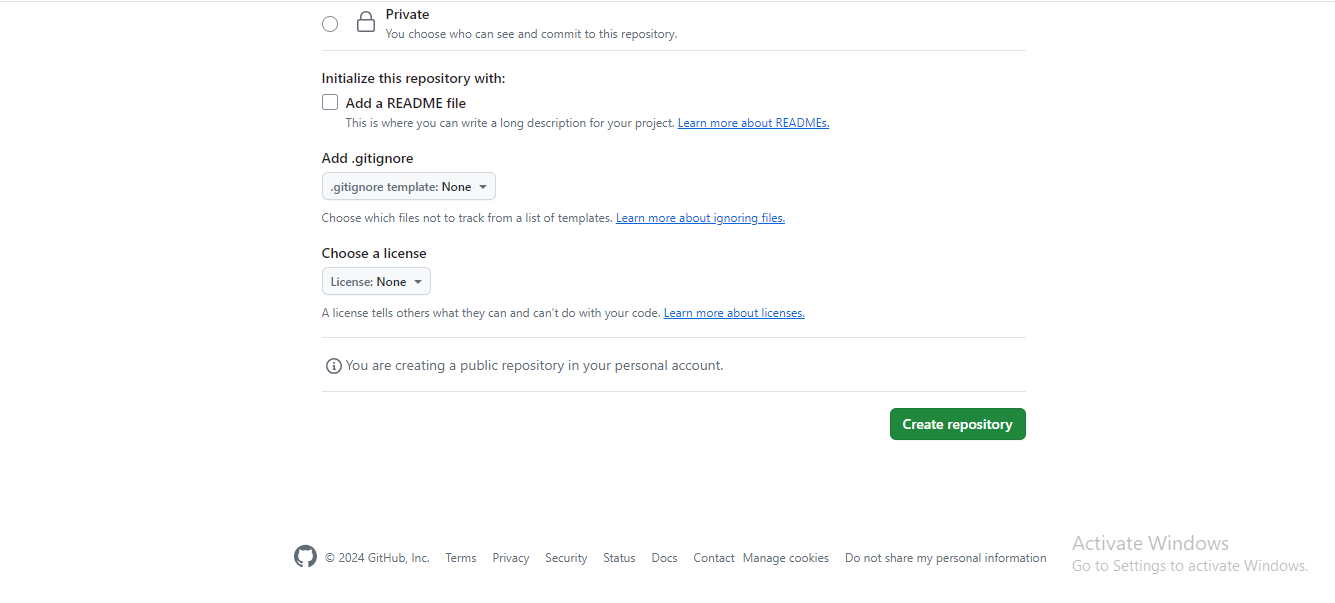 Private
You choose who can see and commit to this repository.
Initialize this repository with:
Add a README file
This is where you can write a long description for your project. Learn more about READMEs.
Add .gitignore
.gitignore template: None
Choose which files not to track from a list of templates. Learn more about ignoring files.
Choose a license
License: None
A license tells others what they can and can't do with your code. Learn more about licenses.
You are creating a public repository in your personal account.
Create repository
© 2024 GitHub, Inc. Terms Privacy Security Status Docs Contact Manage cookies Do not share my personal information
Activate Windows
Go to Settings to activate Windows.